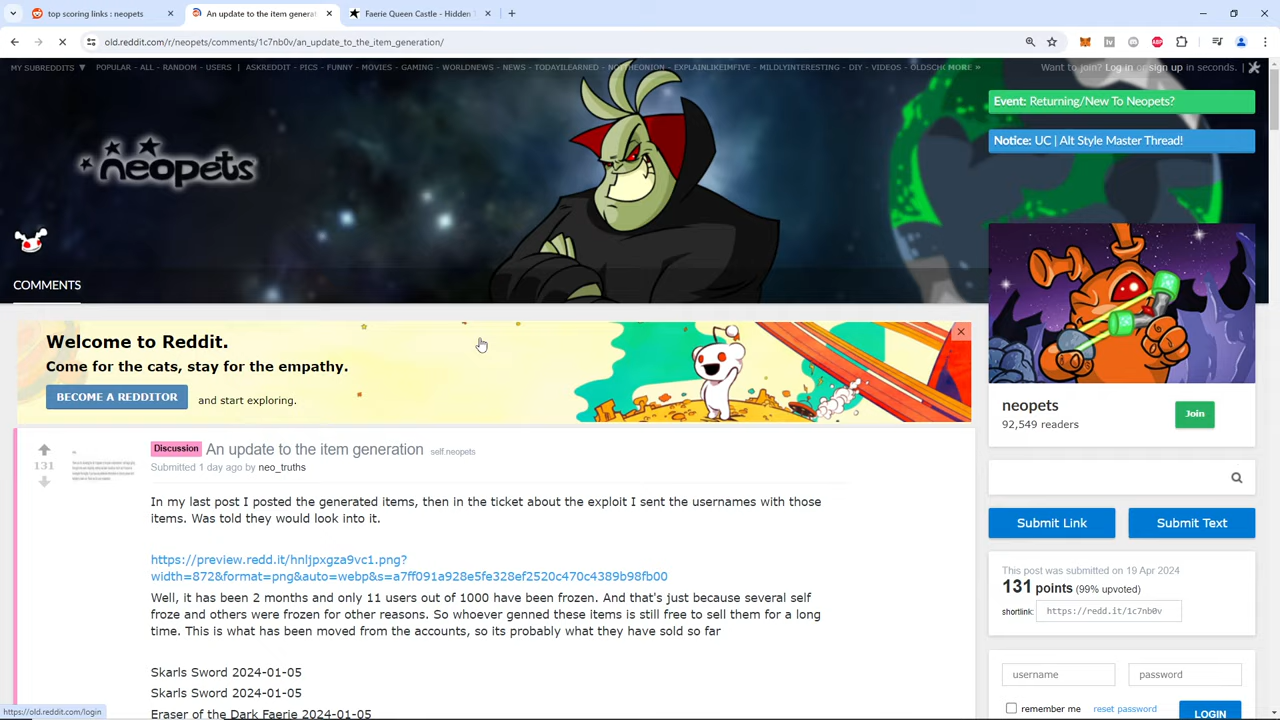 top scoring links : neopets
An update to the item generat
Faerie Queen Castle - Hidden
old.reddit.com/r/neopets/comments/1c7nb0v/an_update_to_the_item_generation/
MY SUBREDDITS ▼ POPULAR - ALL - RANDOM - USERS | ASKREDDIT - PICS - FUNNY - MOVIES - GAMING - WORLDNEWS - NEWS - TODAYILEARNED - NOTTHEONION - EXPLAINLIKEIMFIVE - MILDLYINTERESTING - DIY - VIDEOS - OLDSCH MORE »
Want to join? Log in or sign up in seconds. |
Event: Returning/New To Neopets?
Notice: UC | Alt Style Master Thread!
neopets
COMMENTS
Welcome to Reddit.
Come for the cats, stay for the empathy.
BECOME A REDDITOR and start exploring.
neopets
92,549 readers
Join
131
Discussion An update to the item generation self.neopets
Submitted 1 day ago by neo_truths
In my last post I posted the generated items, then in the ticket about the exploit I sent the usernames with those
items. Was told they would look into it.
https://preview.redd.it/hnljpxgza9vc1.png?
width=872&format=png&auto=webp&s=a7ff091a928e5fe328ef2520c470c4389b98fb00
Well, it has been 2 months and only 11 users out of 1000 have been frozen. And that's just because several self
froze and others were frozen for other reasons. So whoever genned these items is still free to sell them for a long
time. This is what has been moved from the accounts, so its probably what they have sold so far
Skarls Sword 2024-01-05
Skarls Sword 2024-01-05
Eraser of the Dark Faerie 2024-01-05
Submit Link
Submit Text
This post was submitted on 19 Apr 2024
131 points (99% upvoted)
shortlink: https://redd.it/1c7nb0v
username
password
remember me reset password
LOGIN
https://old.reddit.com/login